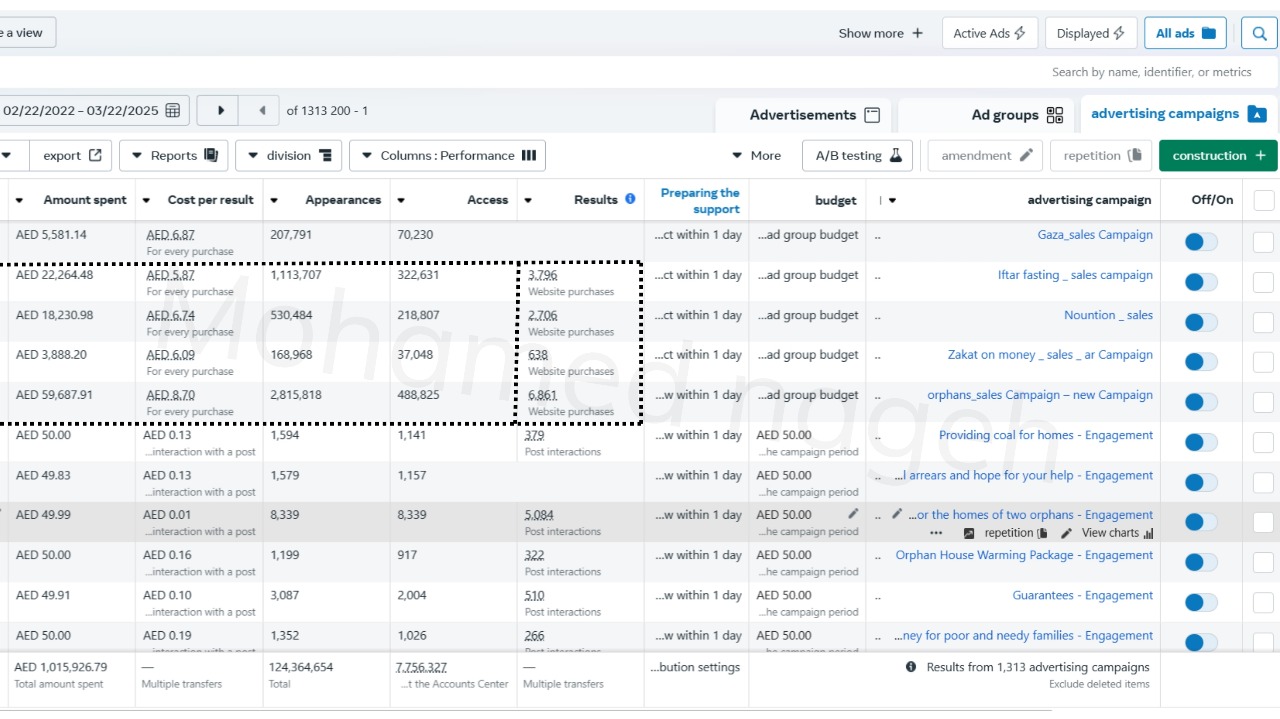 e a view
Show more +
Active Ads
Displayed
All ads
Search by name, identifier, or metrics
02/22/2022 – 03/22/2025
of 1313 200 - 1
Advertisements
Ad groups
advertising campaigns
export
Reports
division
Columns : Performance
More
A/B testing
amendment
repetition
construction +
Amount spent Cost per result Appearances Access Results Preparing the support budget advertising campaign Off/On
AED 5,581.14 AED 6.87 207,791 70,230 ...ct within 1 day ...ad group budget .. Gaza_sales Campaign
For every purchase
AED 22,264.48 AED 5.87 1,113,707 322,631 3,796 ...ct within 1 day ...ad group budget .. Iftar fasting _ sales campaign
For every purchase Website purchases
AED 18,230.98 AED 6.74 530,484 218,807 2,706 ...ct within 1 day ...ad group budget .. Nountion _ sales
For every purchase Website purchases
AED 3,888.20 AED 6.09 168,968 37,048 638 ...ct within 1 day ...ad group budget .. Zakat on money _ sales _ ar Campaign
For every purchase Website purchases
AED 59,687.91 AED 8.70 2,815,818 488,825 6,861 ...w within 1 day ...ad group budget .. orphans_sales Campaign – new Campaign
For every purchase Website purchases
AED 50.00 AED 0.13 1,594 1,141 379 ...w within 1 day AED 50.00 .. Providing coal for homes - Engagement
...interaction with a post Post interactions ...he campaign period
AED 49.83 AED 0.13 1,579 1,157 ...w within 1 day AED 50.00 .. ...l arrears and hope for your help - Engagement
...interaction with a post ...he campaign period
AED 49.99 AED 0.01 8,339 8,339 5,084 ...w within 1 day AED 50.00 .. ...or the homes of two orphans - Engagement
...interaction with a post Post interactions ...he campaign period ... repetition View charts
AED 50.00 AED 0.16 1,199 917 322 ...w within 1 day AED 50.00 .. Orphan House Warming Package - Engagement
...interaction with a post Post interactions ...he campaign period
AED 49.91 AED 0.10 3,087 2,004 510 ...w within 1 day AED 50.00 .. Guarantees - Engagement
...interaction with a post Post interactions ...he campaign period
AED 50.00 AED 0.19 1,352 1,026 266 ...w within 1 day AED 50.00 .. ...ney for poor and needy families - Engagement
...interaction with a post Post interactions ...he campaign period
AED 1,015,926.79 — 124,364,654 7,756,327 — ...bution settings Results from 1,313 advertising campaigns
Total amount spent Multiple transfers Total ...t the Accounts Center Multiple transfers Exclude deleted items
Mohamed nageh